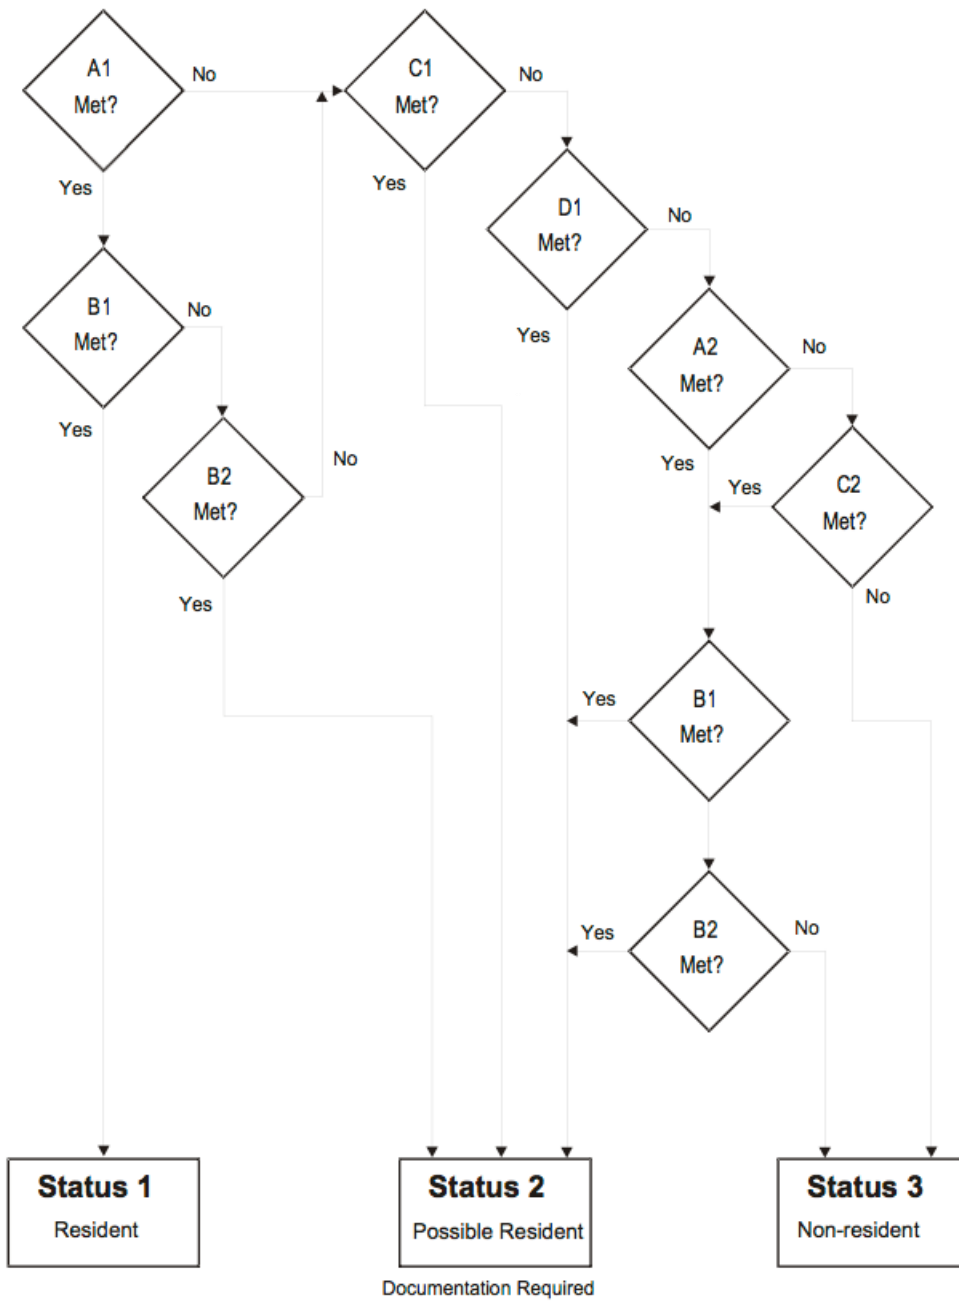 A1
Met?
No
Yes
C1
Met?
No
Yes
D1
Met?
No
Yes
B1
Met?
No
Yes
A2
Met?
No
Yes
B2
Met?
No
Yes
C2
Met?
Yes
No
B1
Met?
Yes
B2
Met?
Yes
No
Status 1
Resident
Status 2
Possible Resident
Documentation Required
Status 3
Non-resident